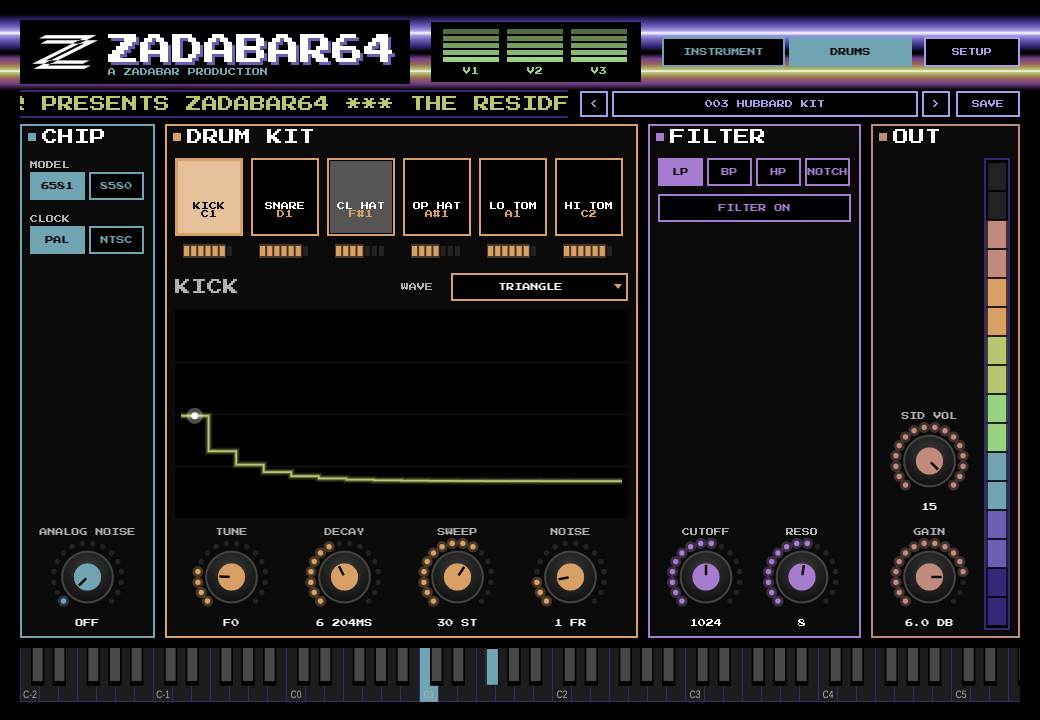 ZADABAR64
A ZADABAR PRODUCTION
V1 V2 V3
INSTRUMENT DRUMS SETUP
PRESENTS ZADABAR64 *** THE RESIDF
< 003 HUBBARD KIT > SAVE
CHIP
MODEL
6581 8580
CLOCK
PAL NTSC
ANALOG NOISE
OFF
DRUM KIT
KICK SNARE CL HAT OP HAT LO TOM HI TOM
C1 D1 F#1 A#1 A1 C2
KICK WAVE TRIANGLE
TUNE DECAY SWEEP NOISE
F0 6 204MS 30 ST 1 FR
FILTER
LP BP HP NOTCH
FILTER ON
CUTOFF RESO
1024 8
OUT
SID VOL
15
GAIN
6.0 DB
C-2 C-1 C0 C1 C2 C3 C4 C5